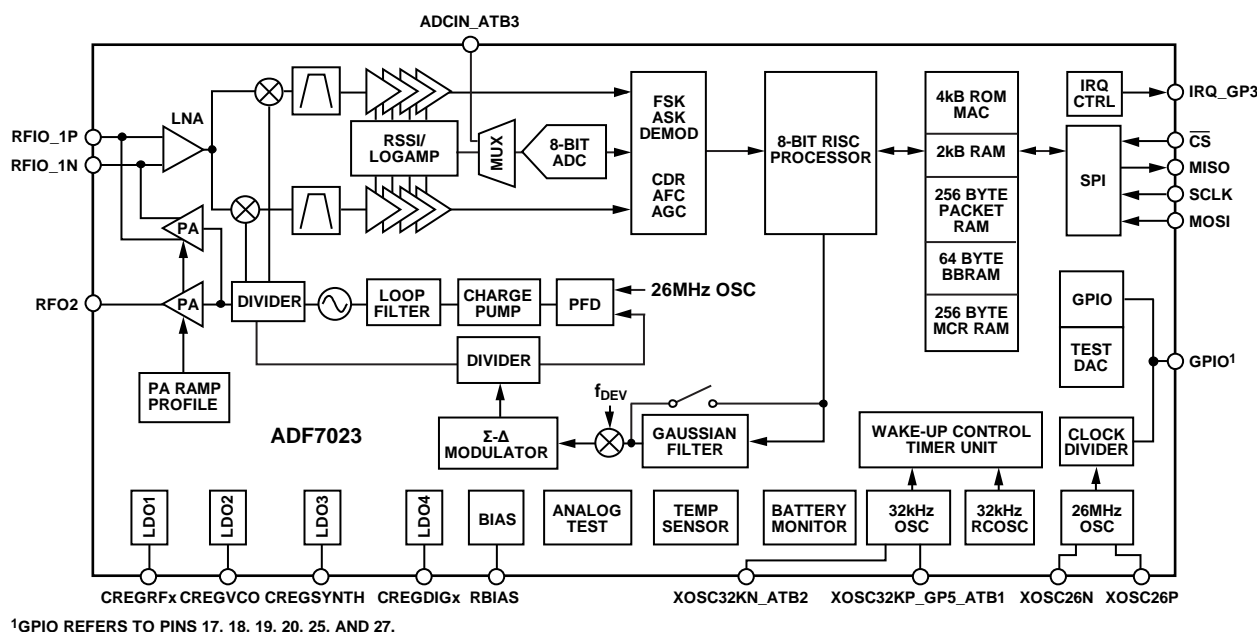 ADCIN_ATB3
RFIO_1P
RFIO_1N
LNA
RSSI/
LOGAMP
MUX
8-BIT
ADC
FSK
ASK
DEMOD
CDR
AFC
AGC
8-BIT RISC
PROCESSOR
4kB ROM
MAC
2kB RAM
256 BYTE
PACKET
RAM
64 BYTE
BBRAM
256 BYTE
MCR RAM
IRQ
CTRL
SPI
IRQ_GP3
CS
MISO
SCLK
MOSI
PA
PA
RFO2
DIVIDER
LOOP
FILTER
CHARGE
PUMP
PFD
26MHz OSC
GPIO
TEST
DAC
GPIO¹
PA RAMP
PROFILE
DIVIDER
fDEV
ADF7023
Σ-Δ
MODULATOR
GAUSSIAN
FILTER
WAKE-UP CONTROL
TIMER UNIT
CLOCK
DIVIDER
LDO1
LDO2
LDO3
LDO4
BIAS
ANALOG
TEST
TEMP
SENSOR
BATTERY
MONITOR
32kHz
OSC
32kHz
RCOSC
26MHz
OSC
CREGRFx
CREGVCO
CREGSYNTH
CREGDIGx
RBIAS
XOSC32KN_ATB2
XOSC32KP_GP5_ATB1
XOSC26N
XOSC26P
¹GPIO REFERS TO PINS 17, 18, 19, 20, 25, AND 27.